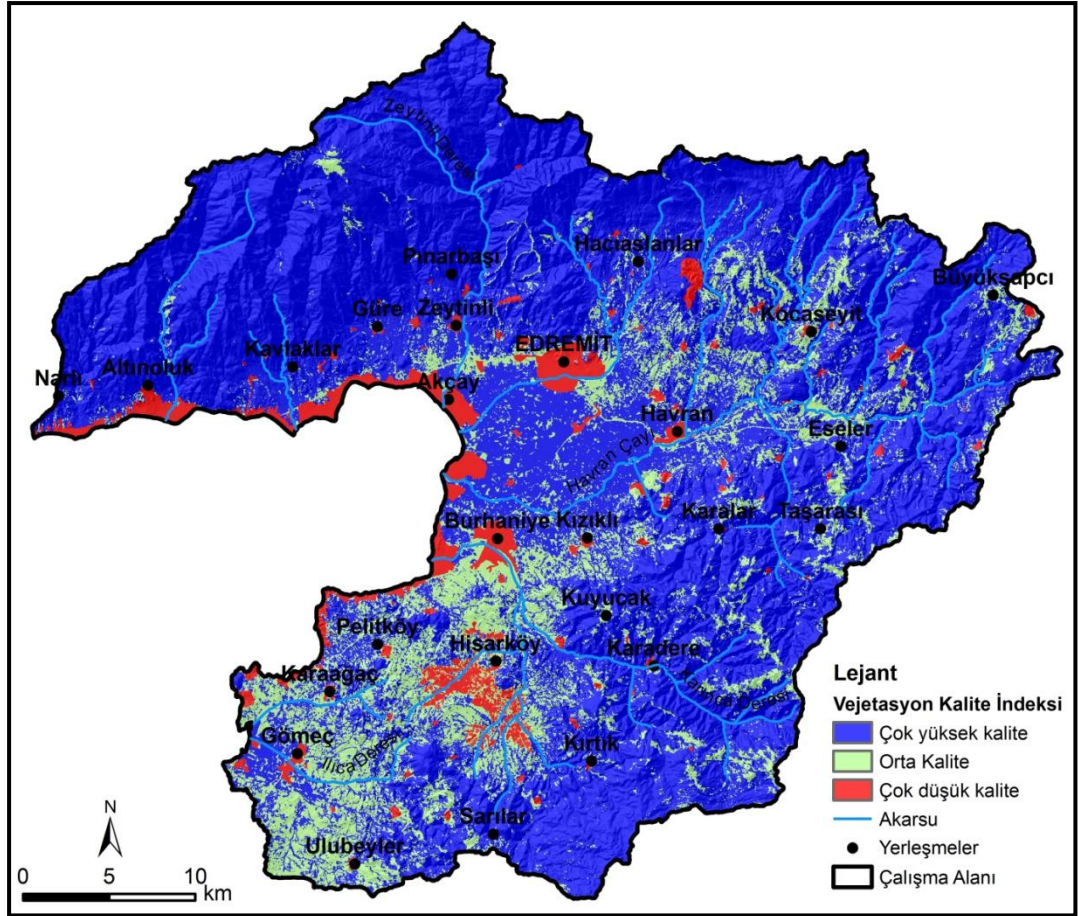 Zeytinli Deresi
Hacıaslanlar
Pınarbaşı
Büyükşapcı
Güre
Zeytinli
Kocaseyit
EDREMİT
Kavlaklar
Altınoluk
Narlı
Akçay
Havran
Eseler
Havran Çayı
Burhaniye
Kızıklı
Karalar
Taşarası
Kuyucak
Pelitköy
Hisarköy
Karadere
Karaağaç
Gömeç
Ilıca Deresi
Kırtık
Sarılar
Ulubeyler
Lejant
Vejetasyon Kalite İndeksi
Çok yüksek kalite
Orta Kalite
Çok düşük kalite
Akarsu
Yerleşmeler
Çalışma Alanı
N
0 5 10
km